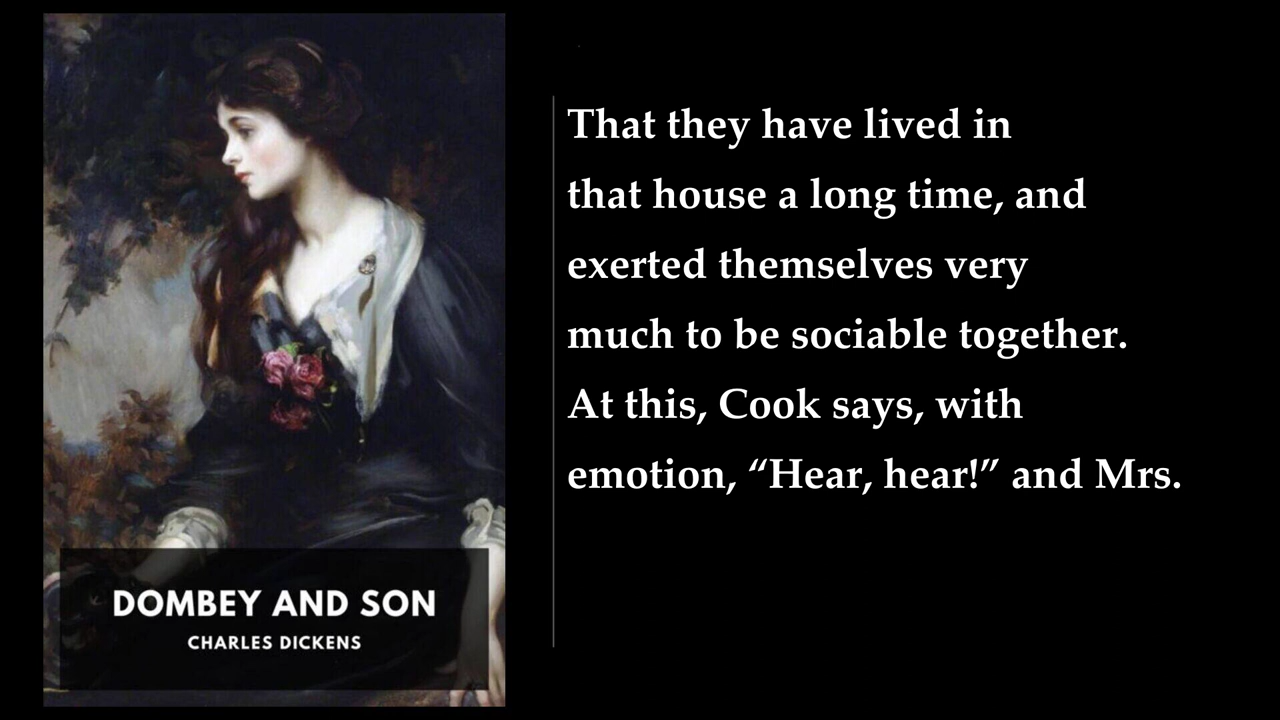 DOMBEY AND SON
CHARLES DICKENS
That they have lived in
that house a long time, and
exerted themselves very
much to be sociable together.
At this, Cook says, with
emotion, “Hear, hear!” and Mrs.